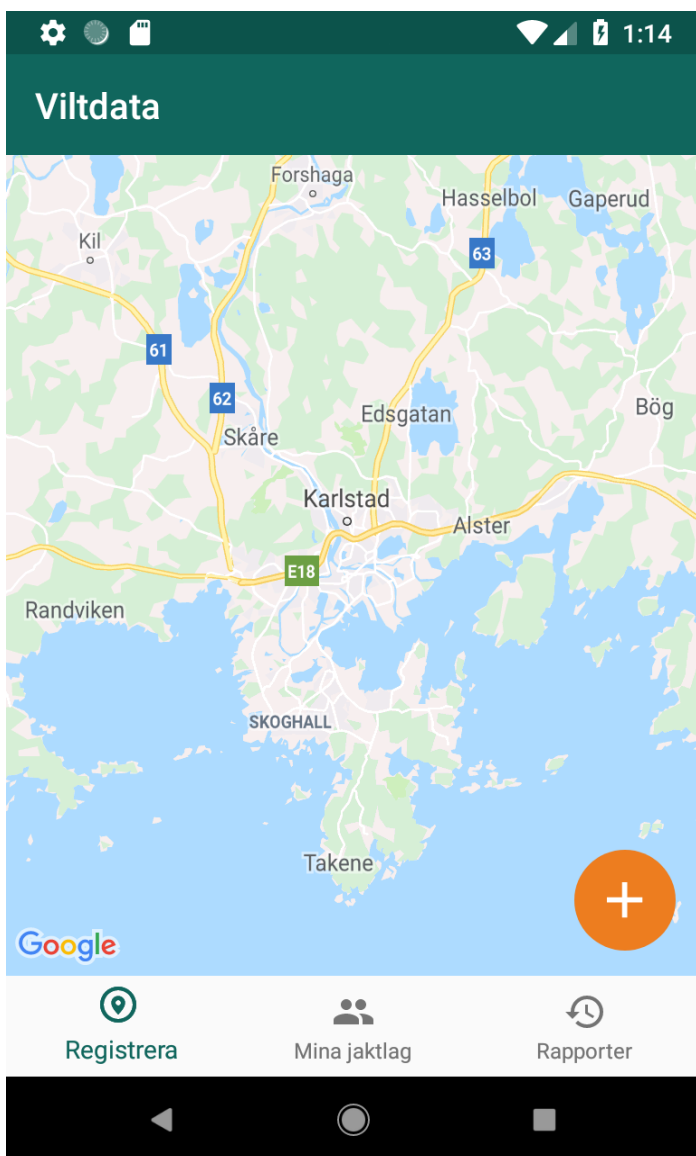 1:14
Viltdata
Forshaga
Hasselbol
Gaperud
Kil
63
61
62
Edsgatan
Bög
Skåre
Karlstad
Alster
E18
Randviken
SKOGHALL
Takene
Google
Registrera
Mina jaktlag
Rapporter